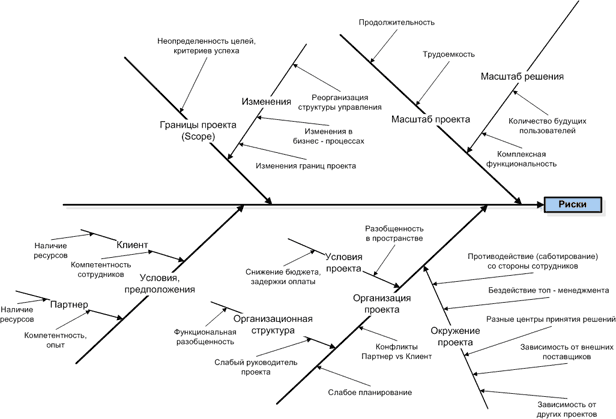 Неопределенность целей,
критериев успеха
Изменения
Реорганизация
структуры управления
Изменения в
бизнес - процессах
Изменения границ проекта
Границы проекта
(Scope)
Продолжительность
Трудоемкость
Масштаб проекта
Масштаб решения
Количество будущих
пользователей
Комплексная
функциональность
Риски
Наличие
ресурсов
Клиент
Компетентность
сотрудников
Условия,
предположения
Наличие
ресурсов
Партнер
Компетентность,
опыт
Разобщенность
в пространстве
Условия
проекта
Снижение бюджета,
задержки оплаты
Организация
проекта
Организационная
структура
Функциональная
разобщенность
Слабый руководитель
проекта
Конфликты
Партнер vs Клиент
Слабое планирование
Противодействие (саботирование)
со стороны сотрудников
Бездействие топ - менеджмента
Разные центры принятия решений
Окружение
проекта
Зависимость от внешних
поставщиков
Зависимость от
других проектов